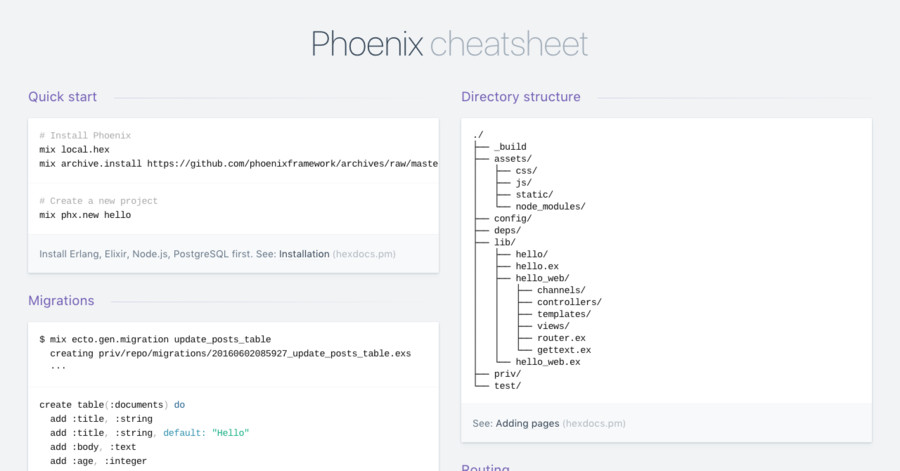 Phoenix cheatsheet
Quick start
# Install Phoenix
mix local.hex
mix archive.install https://github.com/phoenixframework/archives/raw/maste
# Create a new project
mix phx.new hello
Install Erlang, Elixir, Node.js, PostgreSQL first. See: Installation (hexdocs.pm)
Migrations
$ mix ecto.gen.migration update_posts_table
  creating priv/repo/migrations/20160602085927_update_posts_table.exs
  ...
create table(:documents) do
  add :title, :string
  add :title, :string, default: "Hello"
  add :body, :text
  add :age, :integer
Directory structure
./
├── _build
├── assets/
│   ├── css/
│   ├── js/
│   ├── static/
│   └── node_modules/
├── config/
├── deps/
├── lib/
│   ├── hello/
│   ├── hello.ex
│   ├── hello_web/
│   │   ├── channels/
│   │   ├── controllers/
│   │   ├── templates/
│   │   ├── views/
│   │   ├── router.ex
│   │   └── gettext.ex
│   └── hello_web.ex
├── priv/
└── test/
See: Adding pages (hexdocs.pm)
Routing